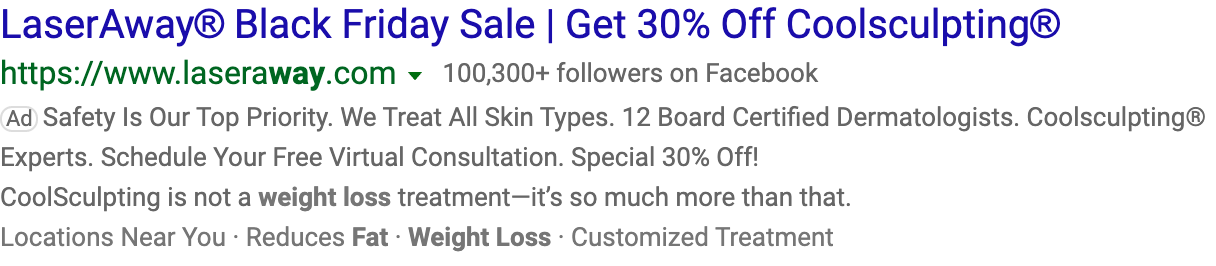 LaserAway® Black Friday Sale | Get 30% Off Coolsculpting®
https://www.laseraway.com 100,300+ followers on Facebook
Ad Safety Is Our Top Priority. We Treat All Skin Types. 12 Board Certified Dermatologists. Coolsculpting®
Experts. Schedule Your Free Virtual Consultation. Special 30% Off!
CoolSculpting is not a weight loss treatment—it’s so much more than that.
Locations Near You · Reduces Fat · Weight Loss · Customized Treatment